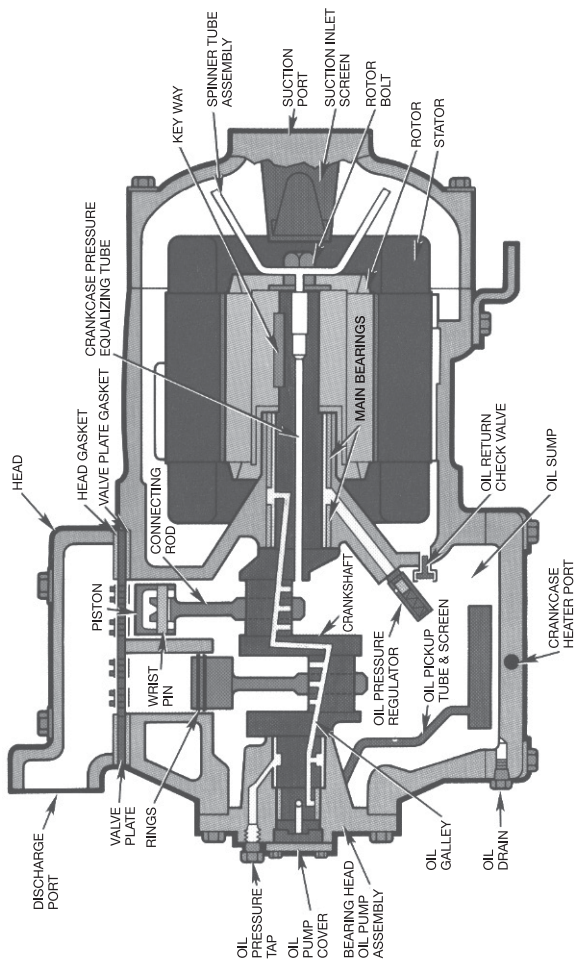 DISCHARGE
PORT
HEAD
HEAD GASKET
VALVE PLATE GASKET
CRANKCASE PRESSURE
EQUALIZING TUBE
KEY WAY
SPINNER TUBE
ASSEMBLY
SUCTION
PORT
SUCTION INLET
SCREEN
ROTOR
BOLT
ROTOR
STATOR
VALVE
PLATE
RINGS
PISTON
WRIST
PIN
CONNECTING
ROD
MAIN BEARINGS
CRANKSHAFT
OIL PRESSURE
REGULATOR
OIL PICKUP
TUBE & SCREEN
OIL RETURN
CHECK VALVE
OIL SUMP
CRANKCASE
HEATER PORT
OIL
PRESSURE
TAP
OIL
PUMP
COVER
BEARING HEAD
OIL PUMP
ASSEMBLY
OIL
GALLEY
OIL
DRAIN